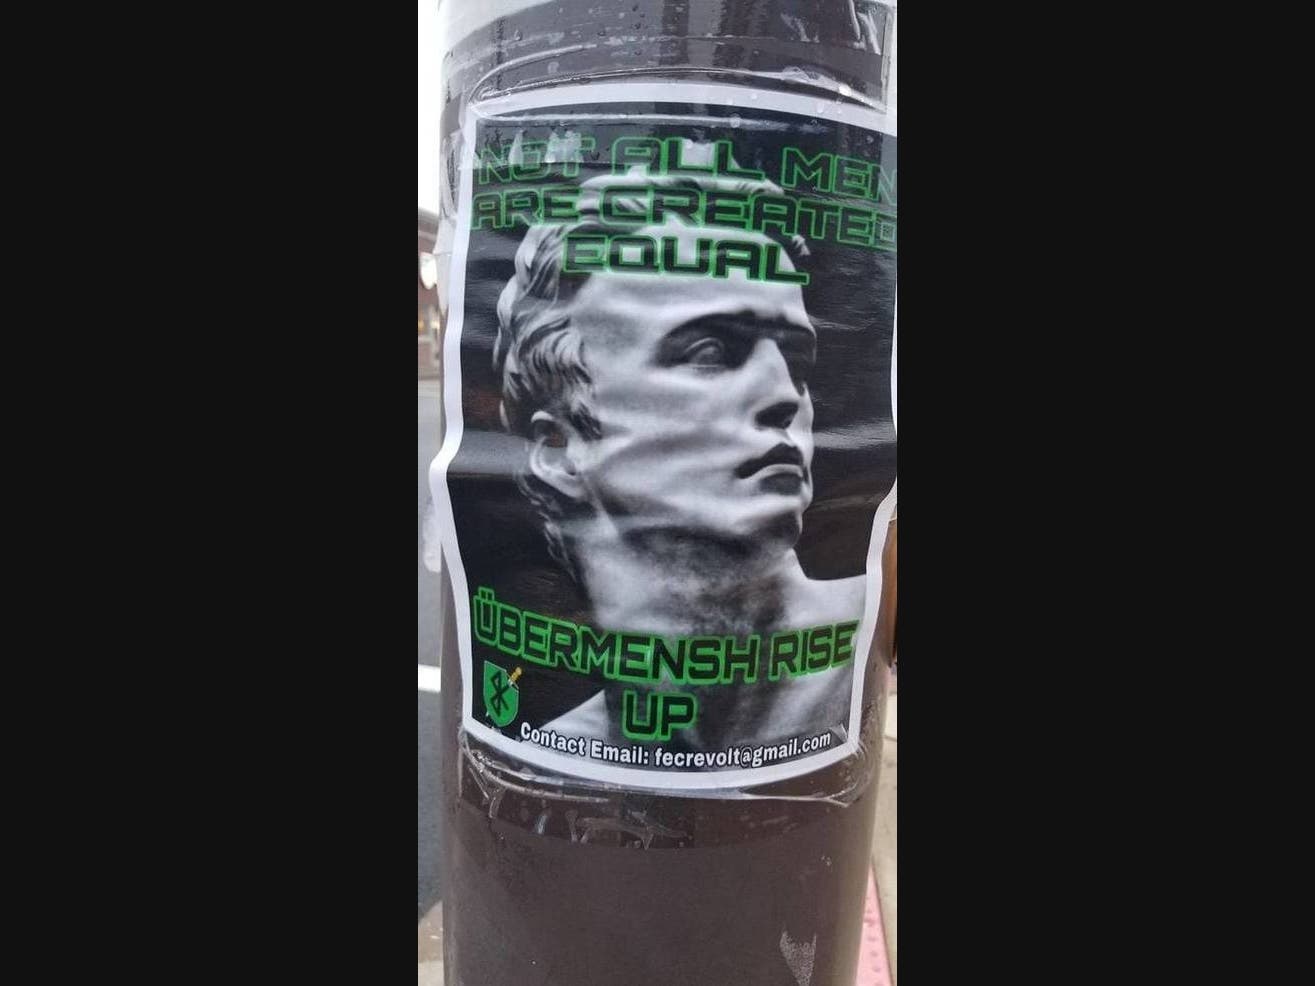 NOT ALL MEN
ARE CREATED
EQUAL
ÜBERMENSH RISE
UP
Contact Email: fecrevolt@gmail.com